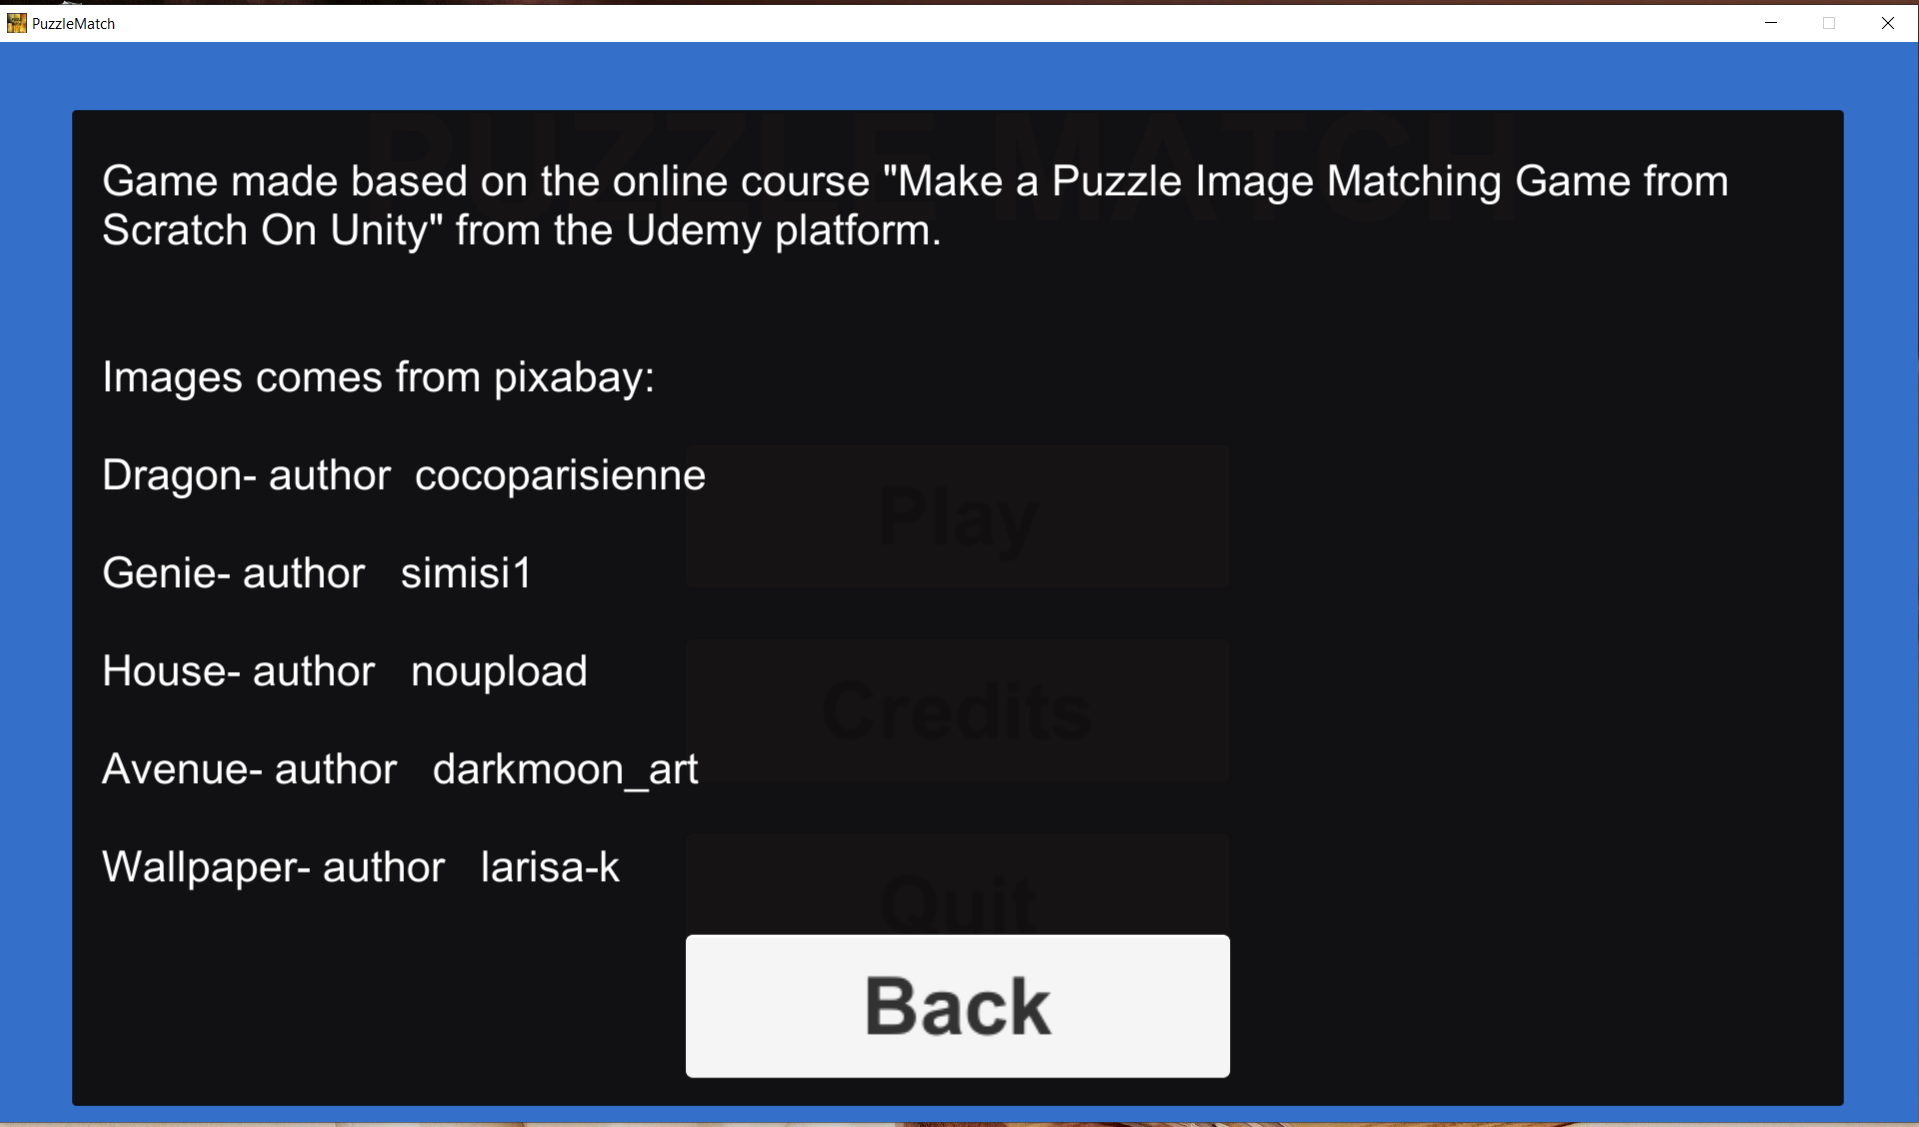 PuzzleMatch
PUZZLE MATCH
Game made based on the online course "Make a Puzzle Image Matching Game from
Scratch On Unity" from the Udemy platform.
Images comes from pixabay:
Dragon- author  cocoparisienne
Play
Genie- author   simisi1
House- author   noupload
Credits
Avenue- author   darkmoon_art
Wallpaper- author   larisa-k
Quit
Back